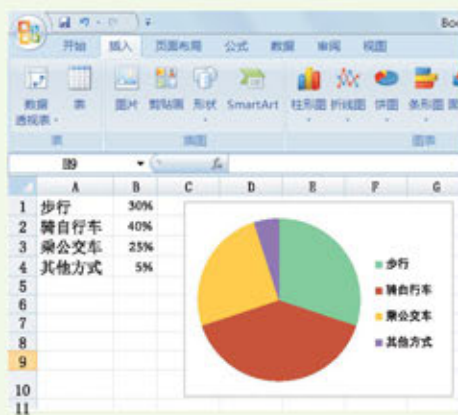 Boo
开始 插入 页面布局 公式 数据 审阅 视图
数据 透视表 表 图片 剪贴画 形状 SmartArt 柱形图 折线图 饼图 条形图
表 插图 图表
fx
A B C D E F G
1 步行 30%
2 骑自行车 40%
3 乘公交车 25%
4 其他方式 5%
5
6
7
8
9
10
11
步行
骑自行车
乘公交车
其他方式